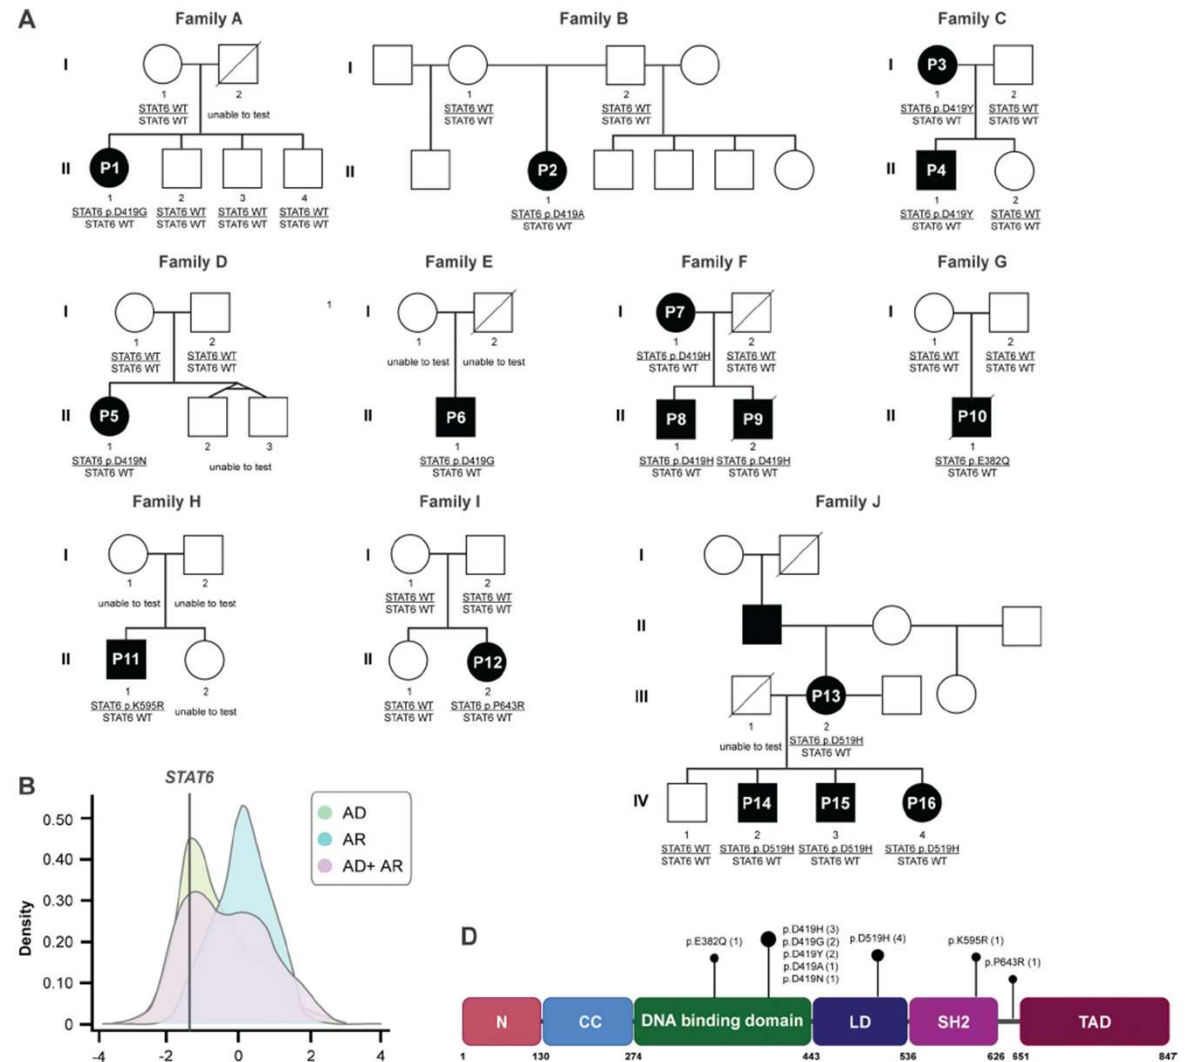 A
Family A
Family B
Family C
I
1
STAT6 WT
STAT6 WT
2
unable to test
I
1
STAT6 WT
STAT6 WT
2
STAT6 WT
STAT6 WT
I
P3
1
STAT6 p.D419Y
STAT6 WT
2
STAT6 WT
STAT6 WT
II
P1
1
STAT6 p.D419G
STAT6 WT
2
STAT6 WT
STAT6 WT
3
STAT6 WT
STAT6 WT
4
STAT6 WT
STAT6 WT
II
P2
1
STAT6 p.D419A
STAT6 WT
II
P4
1
STAT6 p.D419Y
STAT6 WT
2
STAT6 WT
STAT6 WT
Family D
Family E
Family F
Family G
I
1
STAT6 WT
STAT6 WT
2
STAT6 WT
STAT6 WT
1
I
1
unable to test
2
unable to test
I
P7
1
STAT6 p.D419H
STAT6 WT
2
STAT6 WT
STAT6 WT
I
1
STAT6 WT
STAT6 WT
2
STAT6 WT
STAT6 WT
II
P5
1
STAT6 p.D419N
STAT6 WT
2
3
unable to test
II
P6
1
STAT6 p.D419G
STAT6 WT
II
P8
1
STAT6 p.D419H
STAT6 WT
P9
2
STAT6 p.D419H
STAT6 WT
II
P10
1
STAT6 p.E382Q
STAT6 WT
Family H
Family I
Family J
I
1
unable to test
2
unable to test
I
1
STAT6 WT
STAT6 WT
2
STAT6 WT
STAT6 WT
I
II
II
P11
1
STAT6 p.K595R
STAT6 WT
2
unable to test
II
1
STAT6 WT
STAT6 WT
P12
2
STAT6 p.P643R
STAT6 WT
III
1
unable to test
P13
2
STAT6 p.D519H
STAT6 WT
IV
1
STAT6 WT
STAT6 WT
P14
2
STAT6 p.D519H
STAT6 WT
P15
3
STAT6 p.D519H
STAT6 WT
P16
4
STAT6 p.D519H
STAT6 WT
B
STAT6
AD
AR
AD+ AR
Density
0.50
0.40
0.30
0.20
0.10
0
-4
-2
0
2
4
D
p.E382Q (1)
p.D419H (3)
p.D419G (2)
p.D419Y (2)
p.D419A (1)
p.D419N (1)
p.D519H (4)
p.K595R (1)
p.P643R (1)
N
CC
DNA binding domain
LD
SH2
TAD
1
130
274
443
536
626
651
847